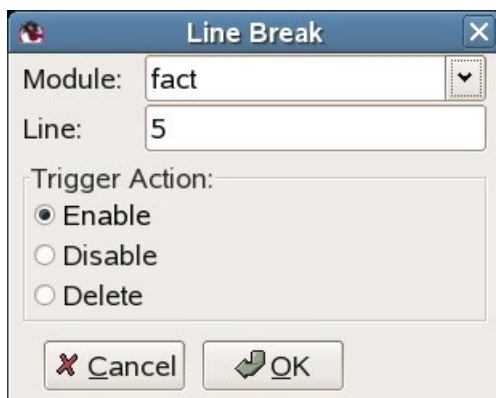 Line Break
Module: fact
Line: 5
Trigger Action:
Enable
Disable
Delete
Cancel OK